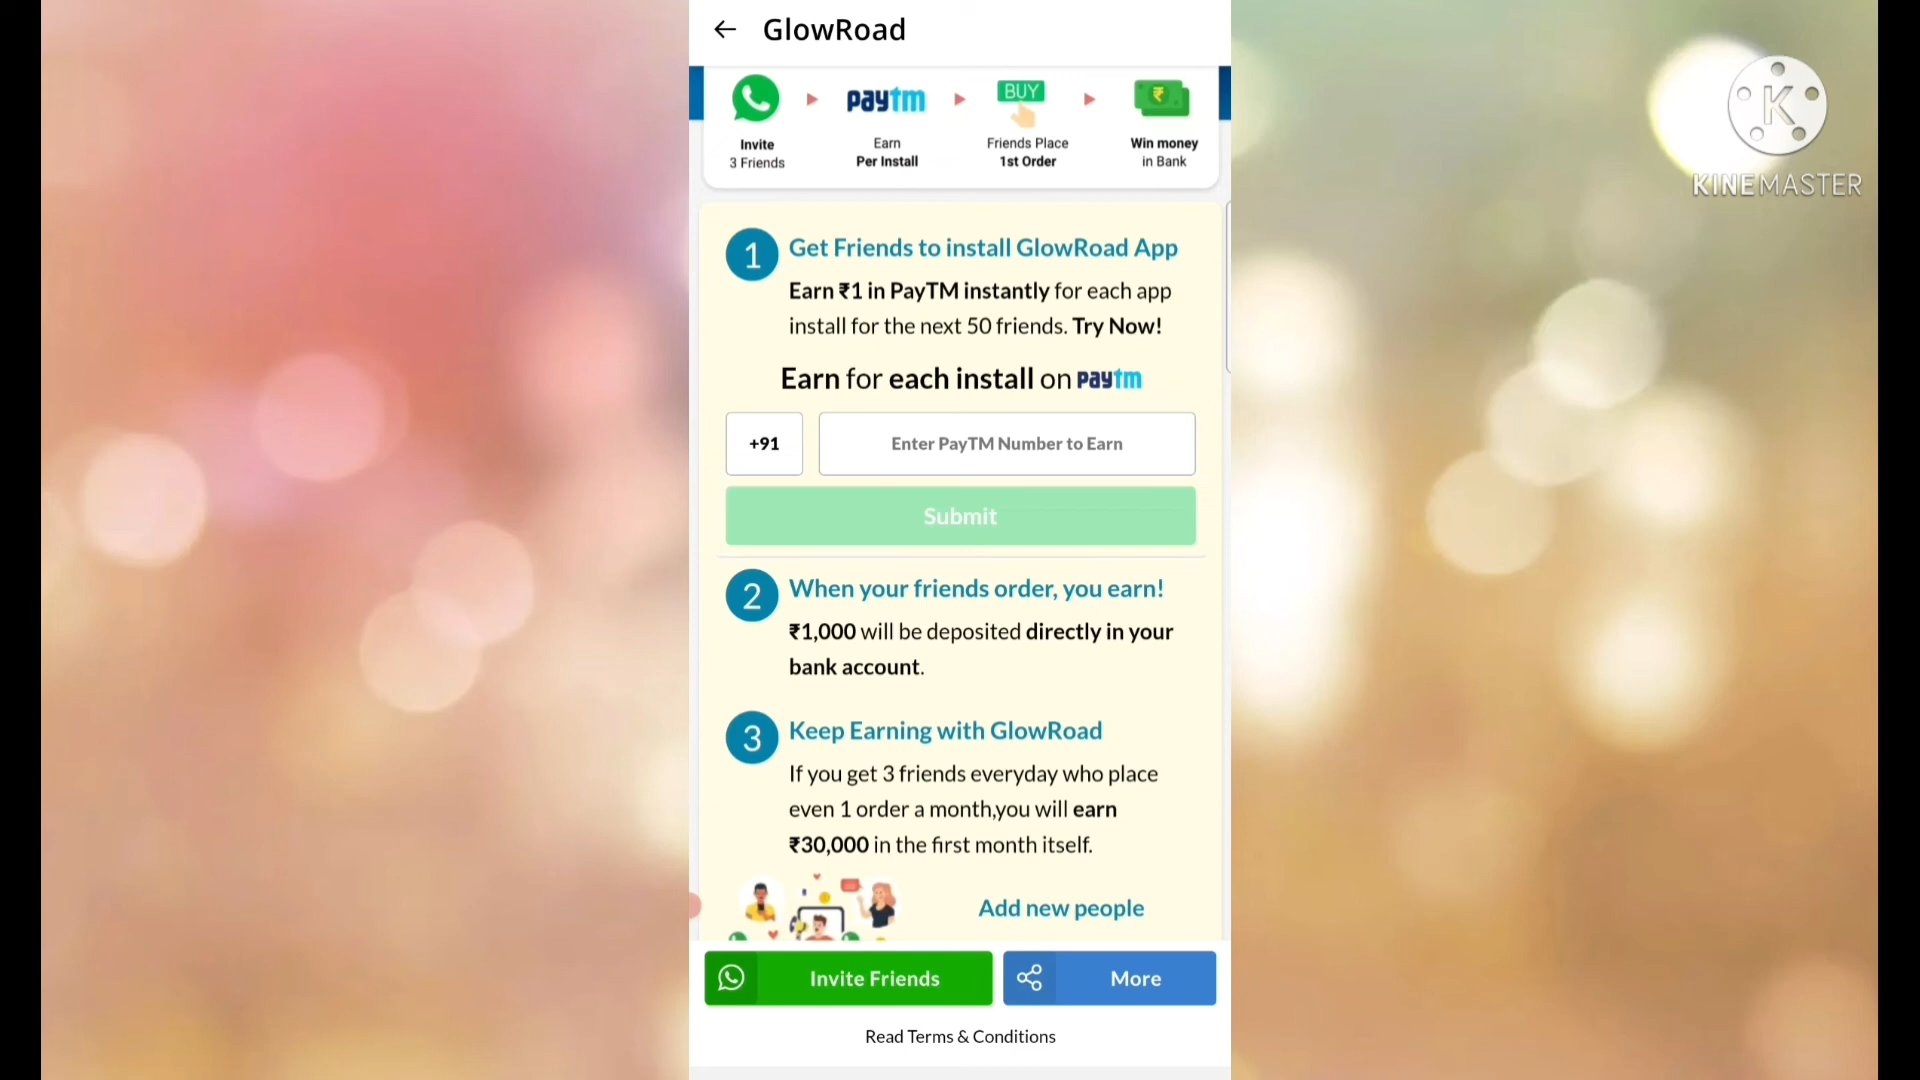 GlowRoad
Invite
3 Friends
paytm
Earn
Per Install
BUY
Friends Place
1st Order
₹
Win money
in Bank
K
KINEMASTER
1
Get Friends to install GlowRoad App
Earn ₹1 in PayTM instantly for each app
install for the next 50 friends. Try Now!
Earn for each install on paytm
+91
Enter PayTM Number to Earn
Submit
2
When your friends order, you earn!
₹1,000 will be deposited directly in your
bank account.
3
Keep Earning with GlowRoad
If you get 3 friends everyday who place
even 1 order a month,you will earn
₹30,000 in the first month itself.
Add new people
Invite Friends
More
Read Terms & Conditions